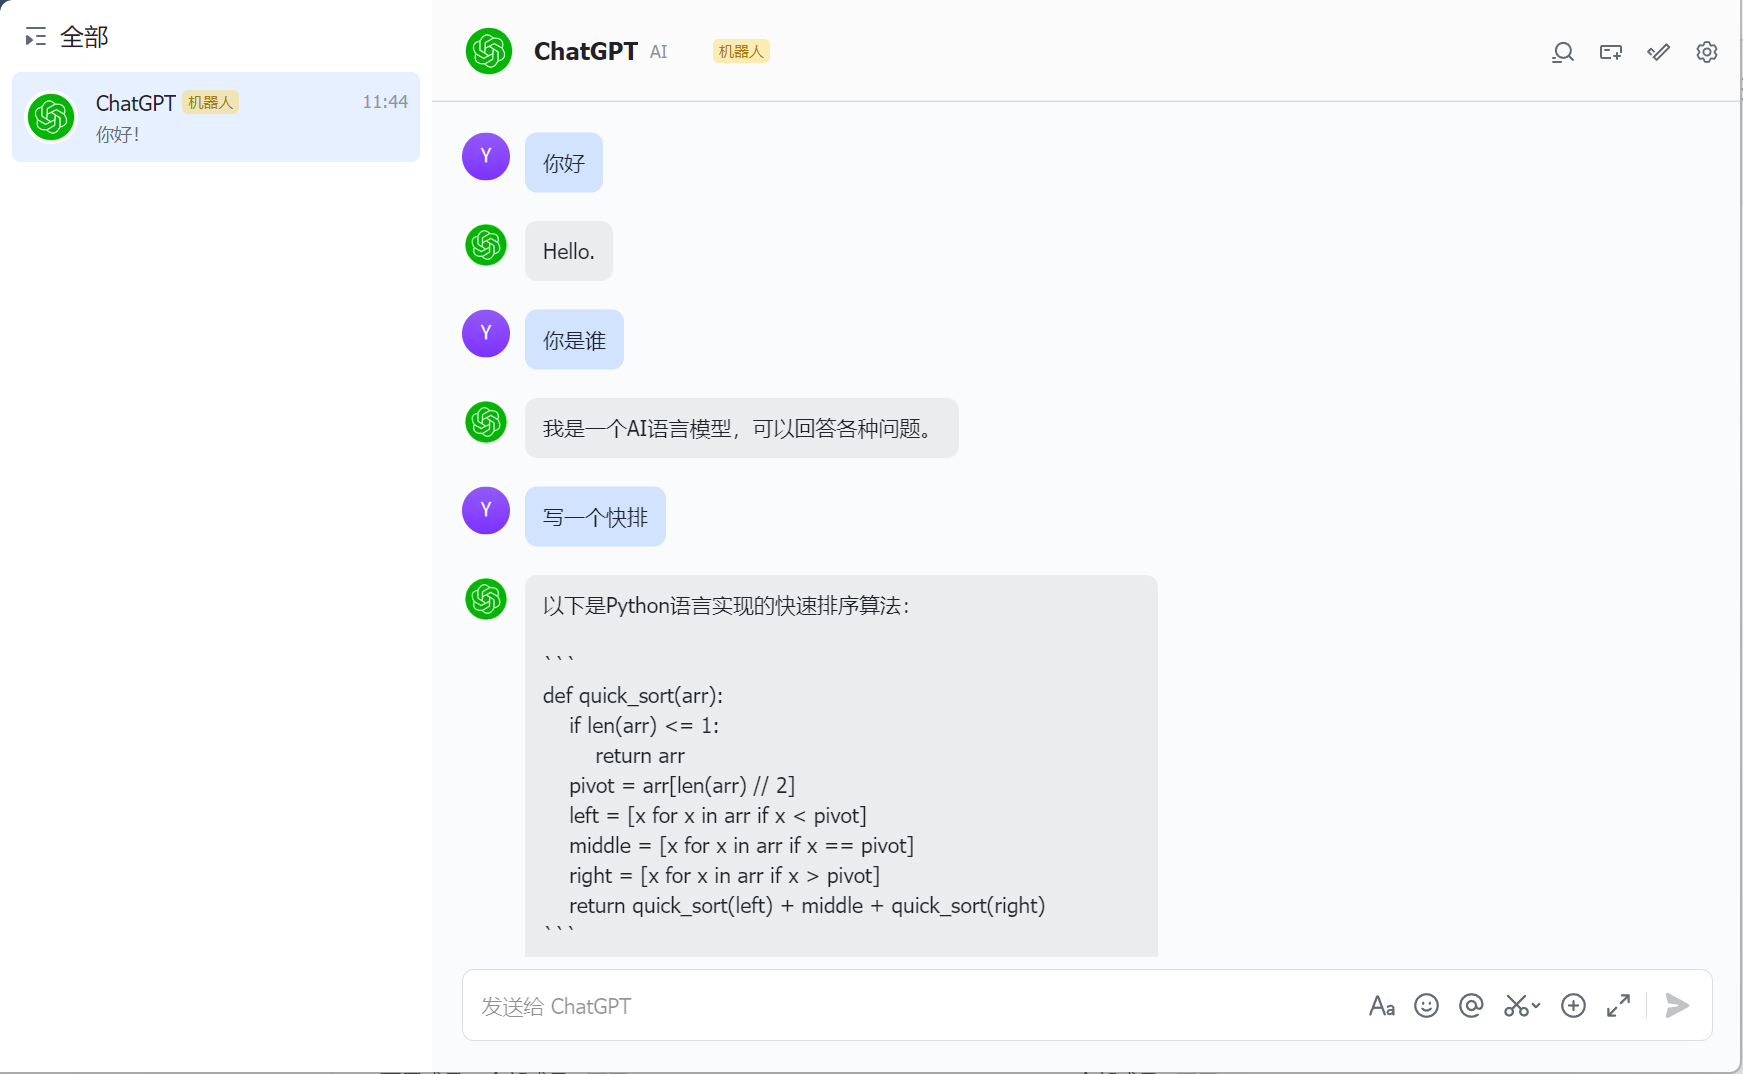 全部
ChatGPT 机器人 11:44
你好！
ChatGPT AI 机器人
Y
你好
Hello.
Y
你是谁
我是一个AI语言模型，可以回答各种问题。
Y
写一个快排
以下是Python语言实现的快速排序算法：
```
def quick_sort(arr):
    if len(arr) <= 1:
        return arr
    pivot = arr[len(arr) // 2]
    left = [x for x in arr if x < pivot]
    middle = [x for x in arr if x == pivot]
    right = [x for x in arr if x > pivot]
    return quick_sort(left) + middle + quick_sort(right)
```
发送给 ChatGPT
Aa